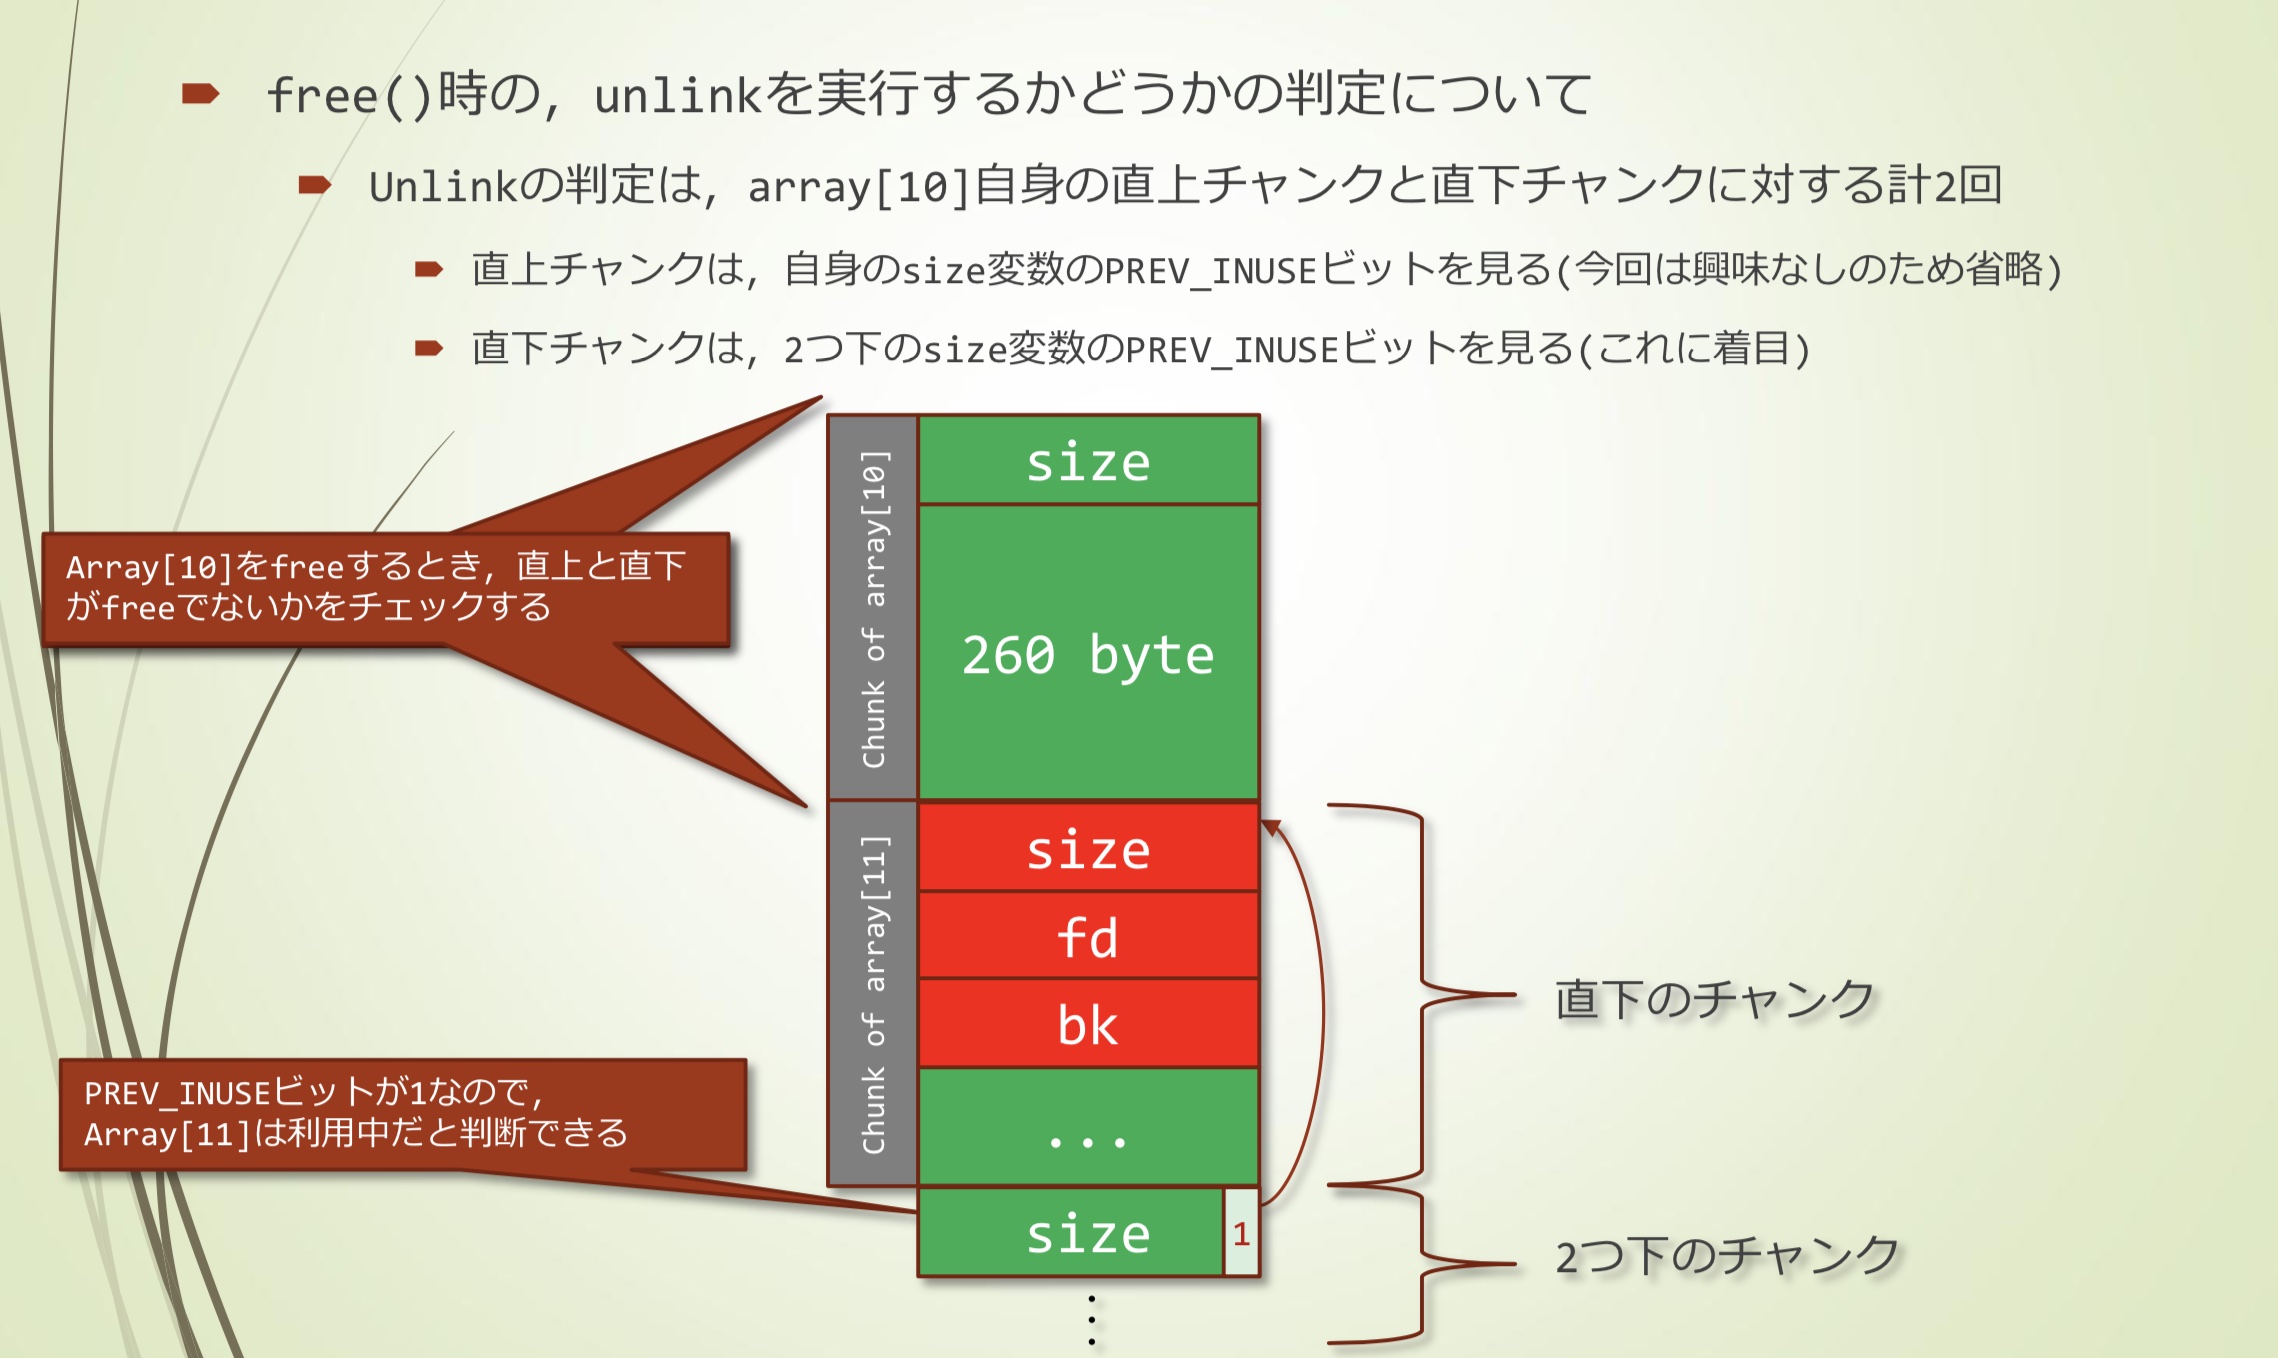 free()時の, unlinkを実行するかどうかの判定について
Unlinkの判定は, array[10]自身の直上チャンクと直下チャンクに対する計2回
直上チャンクは, 自身のsize変数のPREV_INUSEビットを見る(今回は興味なしのため省略)
直下チャンクは, 2つ下のsize変数のPREV_INUSEビットを見る(これに着目)
Array[10]をfreeするとき, 直上と直下
がfreeでないかをチェックする
Chunk of array[10]
size
260 byte
Chunk of array[11]
size
fd
bk
...
直下のチャンク
PREV_INUSEビットが1なので,
Array[11]は利用中だと判断できる
size
1
2つ下のチャンク